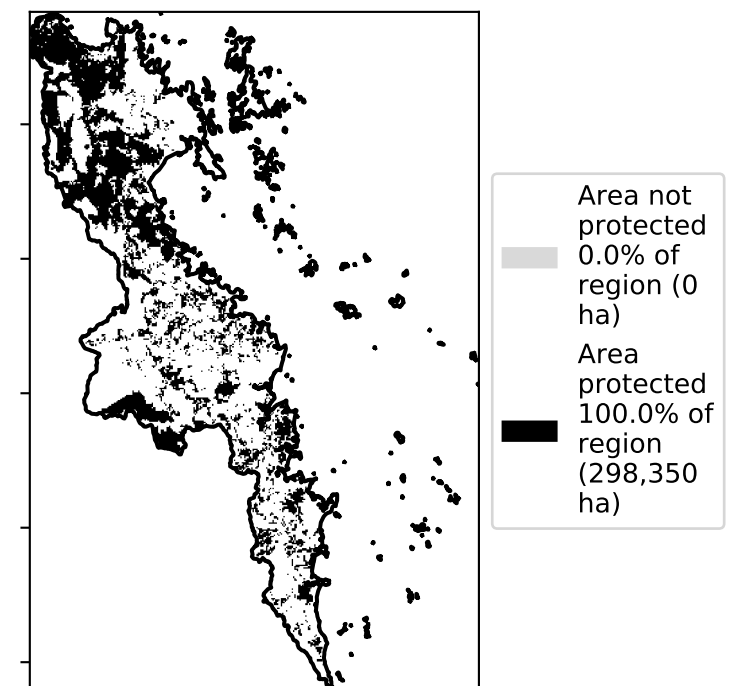 Area not
protected
0.0% of
region (0
ha)
Area
protected
100.0% of
region
(298,350
ha)